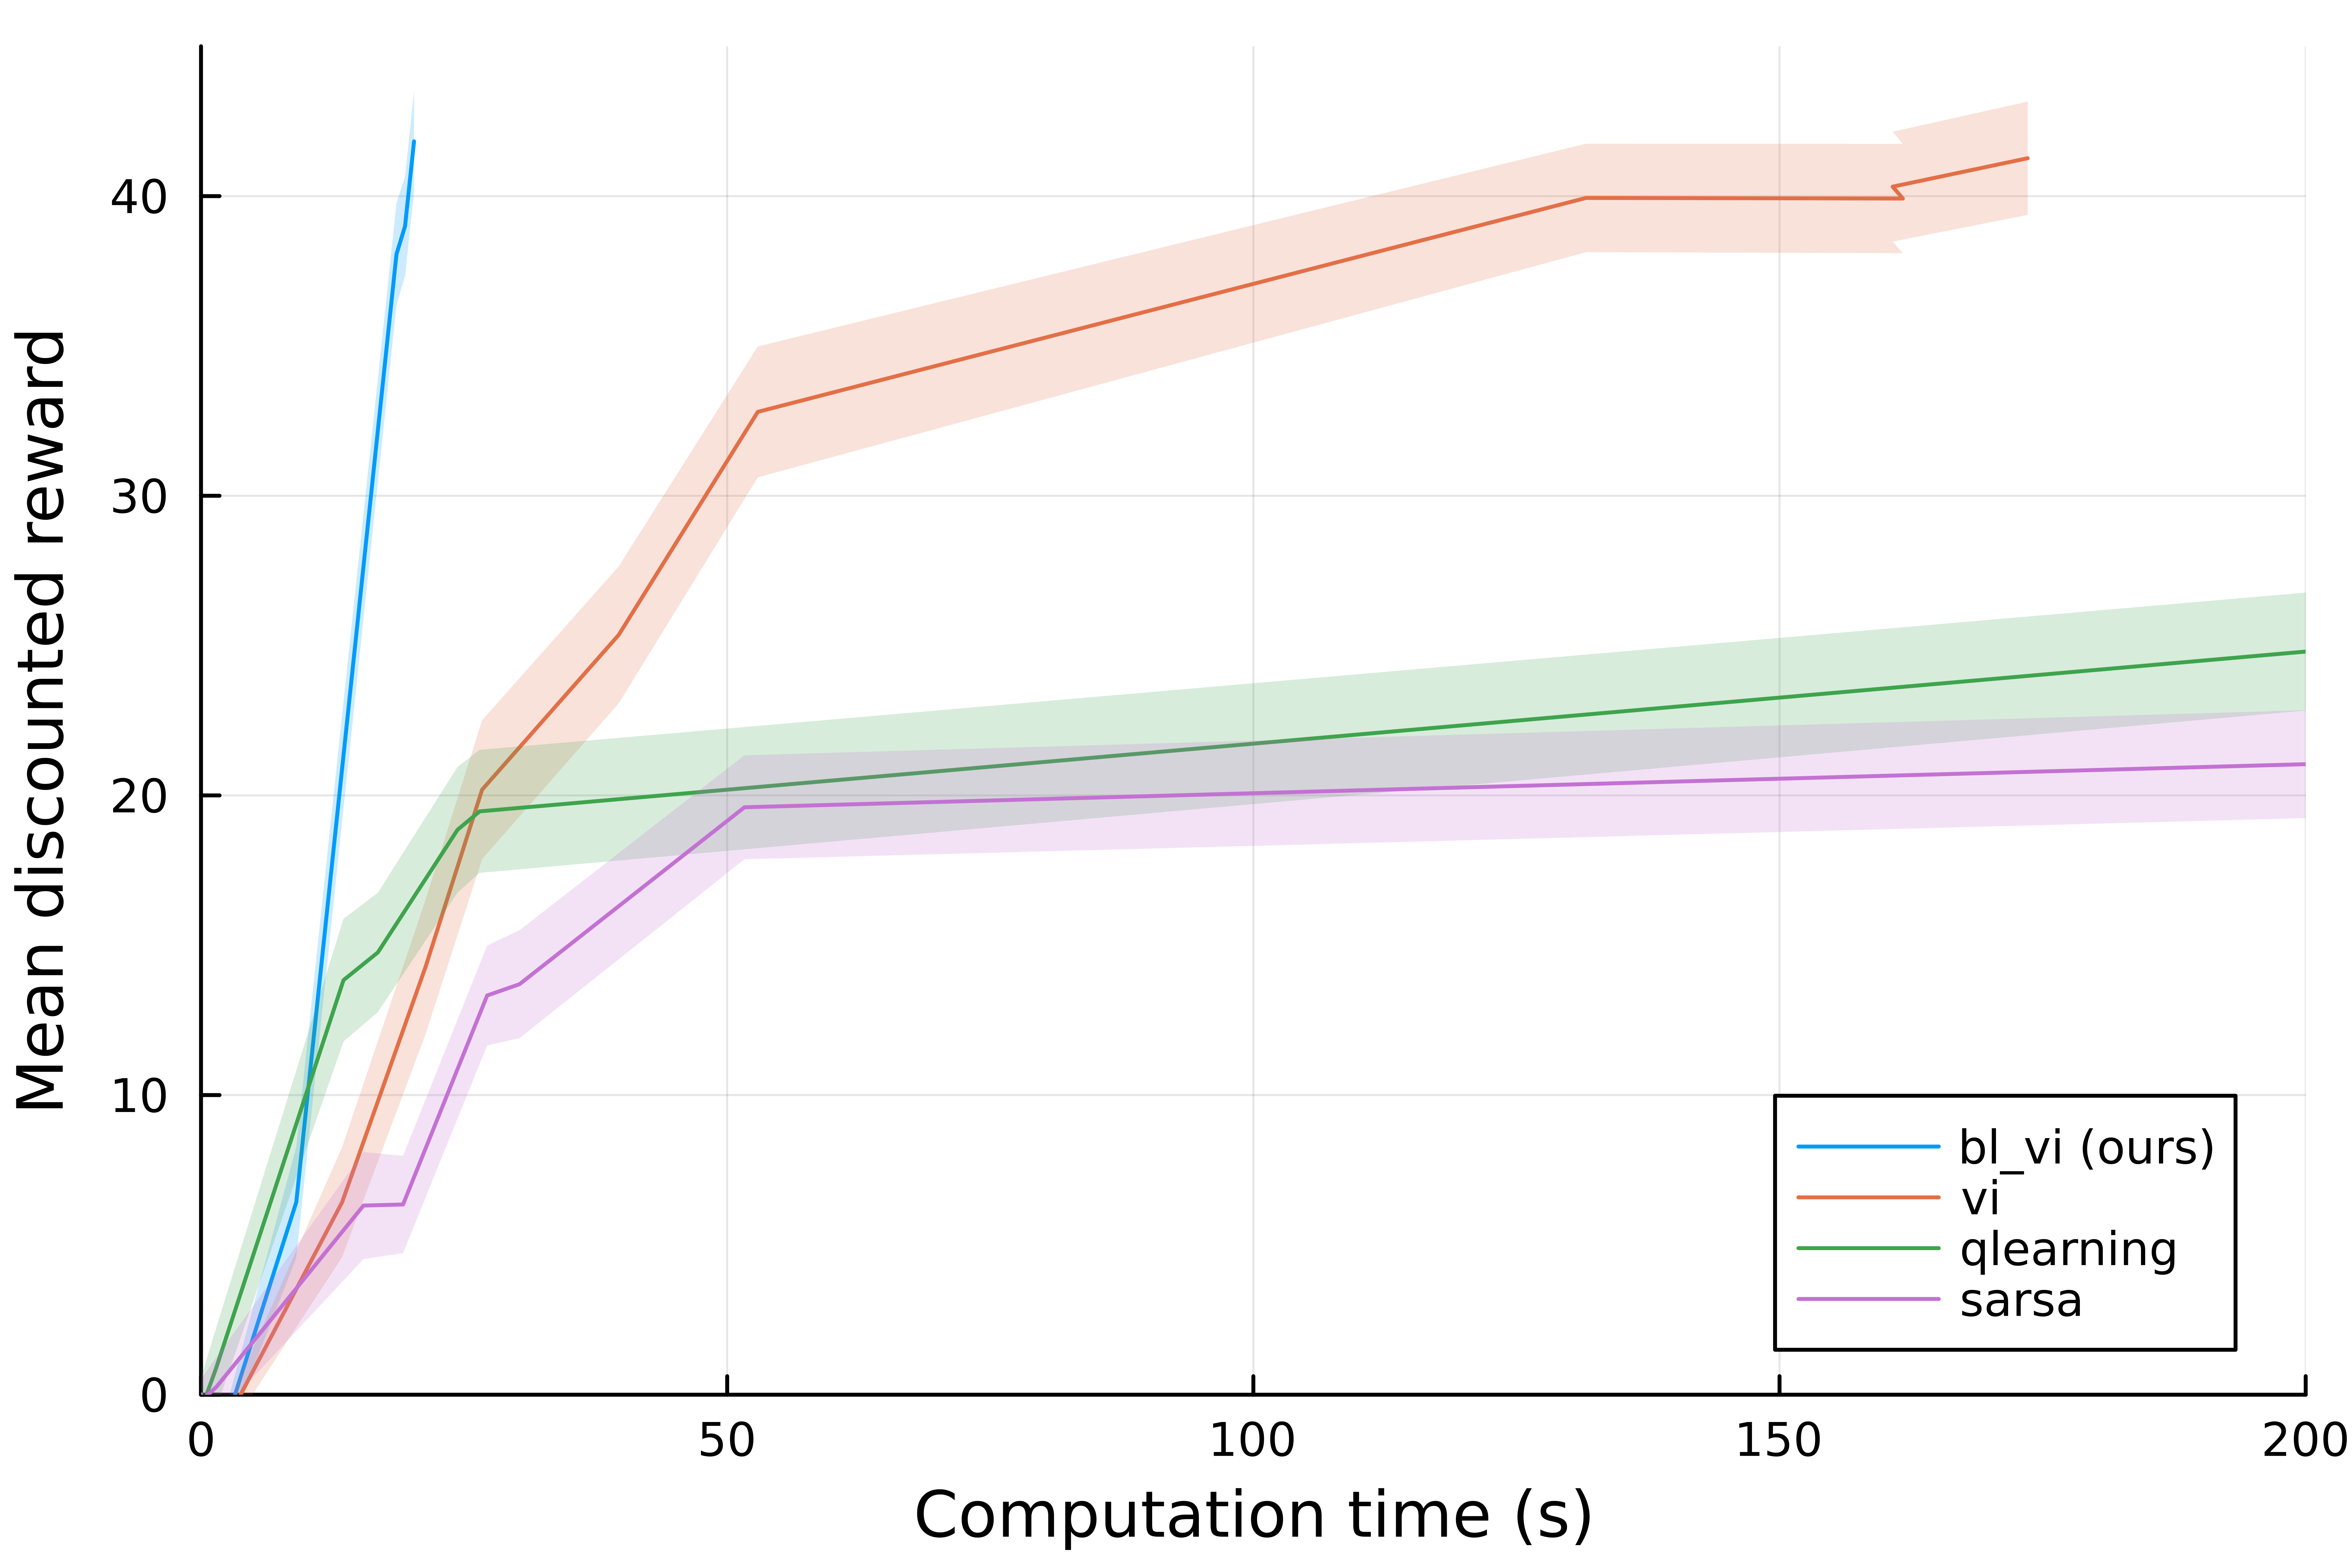 Mean discounted reward
40
30
20
10
0
0 50 100 150 200
Computation time (s)
bl_vi (ours)
vi
qlearning
sarsa